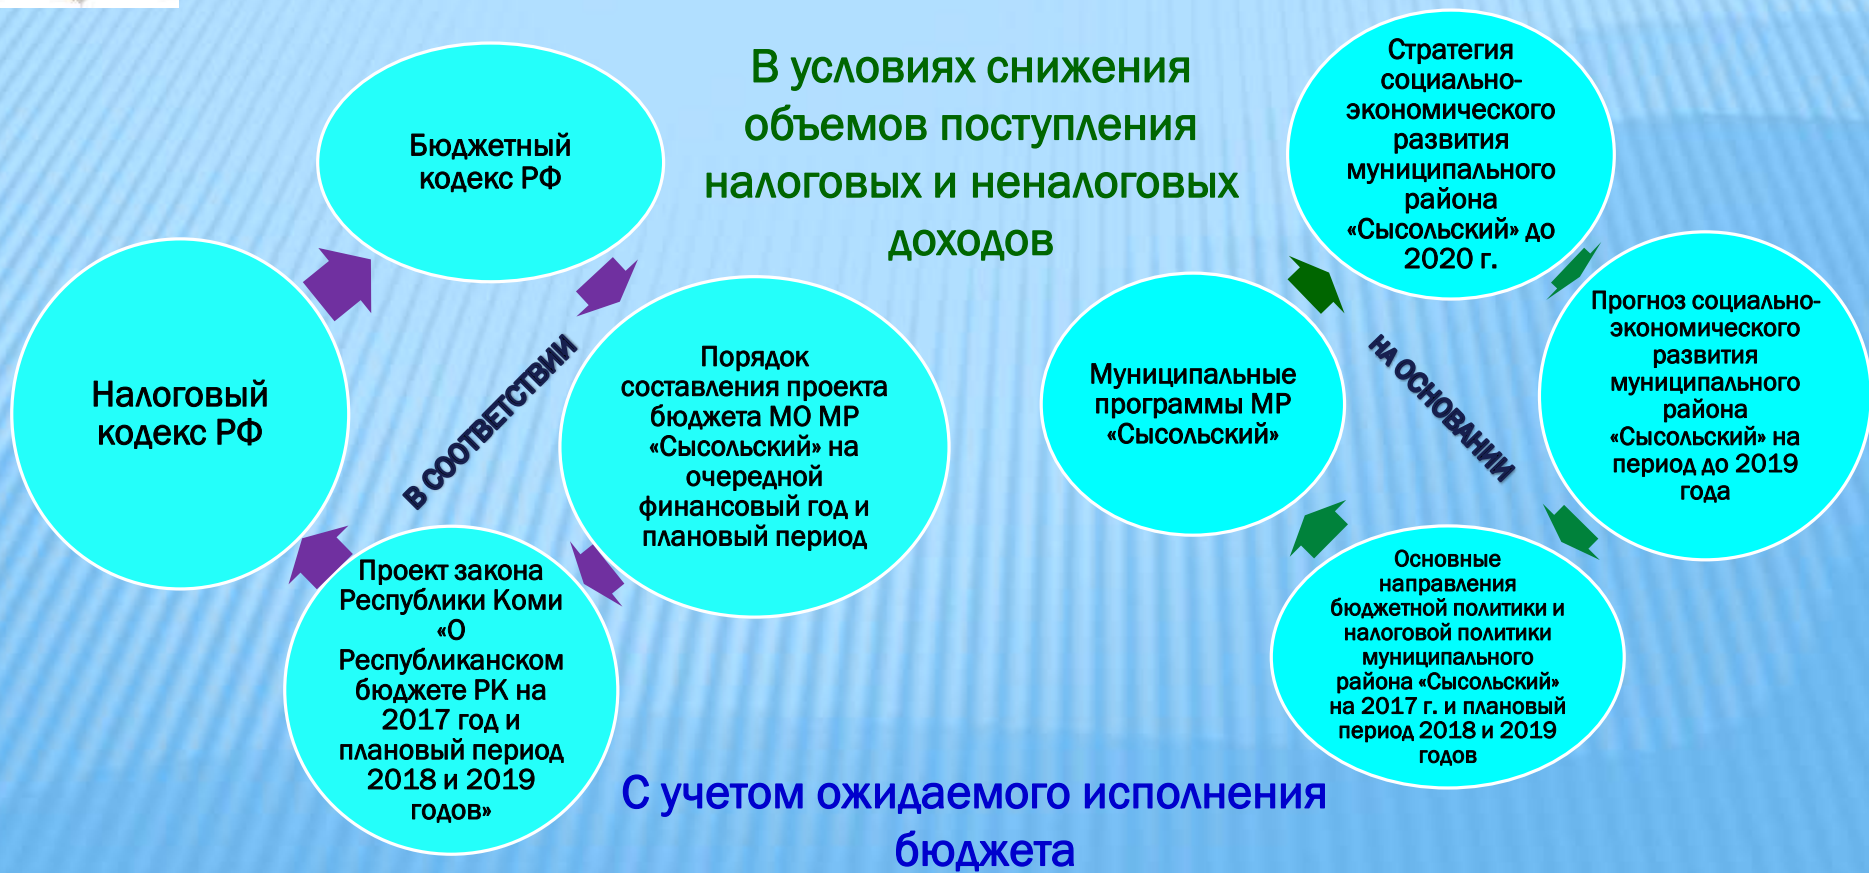 Бюджетный
кодекс РФ
Налоговый
кодекс РФ
В СООТВЕТСТВИИ
Порядок
составления проекта
бюджета МО МР
«Сысольский» на
очередной
финансовый год и
плановый период
Проект закона
Республики Коми
«О
Республиканском
бюджете РК на
2017 год и
плановый период
2018 и 2019
годов»
В условиях снижения
объемов поступления
налоговых и неналоговых
доходов
Стратегия
социально-
экономического
развития
муниципального
района
«Сысольский» до
2020 г.
Муниципальные
программы МР
«Сысольский»
НА ОСНОВАНИИ
Прогноз социально-
экономического
развития
муниципального
района
«Сысольский» на
период до 2019
года
Основные
направления
бюджетной политики и
налоговой политики
муниципального
района «Сысольский»
на 2017 г. и плановый
период 2018 и 2019
годов
С учетом ожидаемого исполнения
бюджета